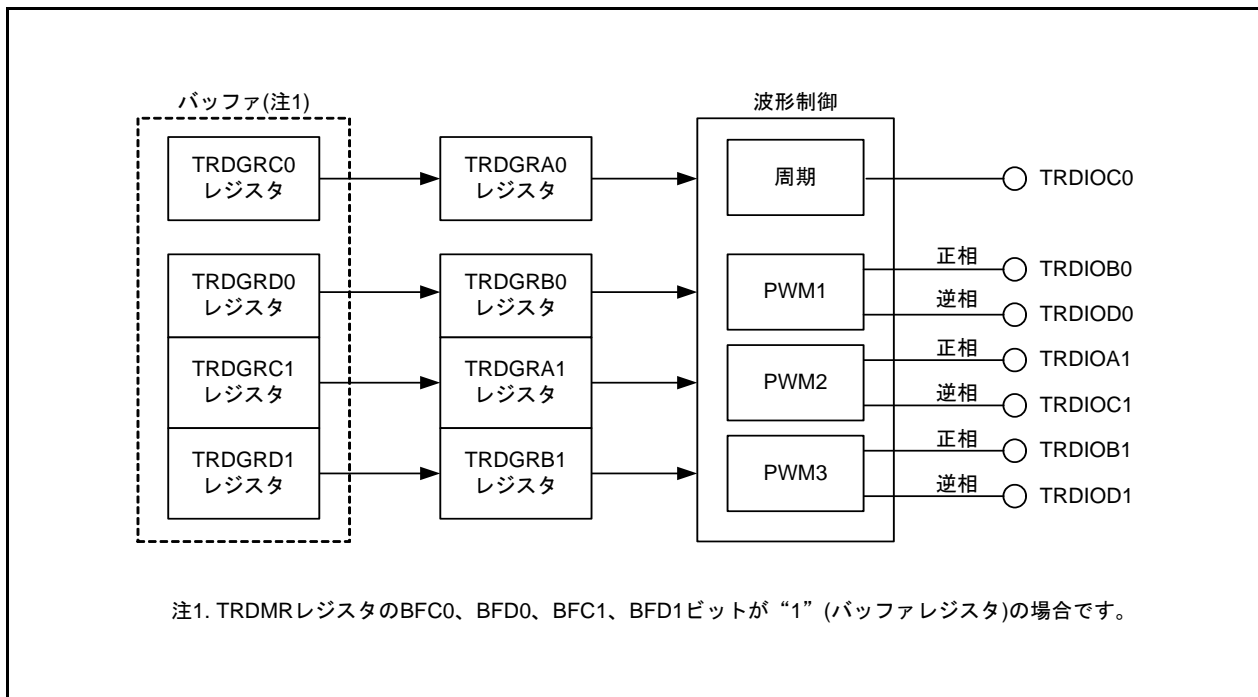 バッファ(注1)
波形制御
TRDGRC0
レジスタ
TRDGRA0
レジスタ
周期
TRDIOC0
TRDGRD0
レジスタ
TRDGRB0
レジスタ
PWM1
正相
TRDIOB0
逆相
TRDIOD0
TRDGRC1
レジスタ
TRDGRA1
レジスタ
PWM2
正相
TRDIOA1
逆相
TRDIOC1
TRDGRD1
レジスタ
TRDGRB1
レジスタ
PWM3
正相
TRDIOB1
逆相
TRDIOD1
注1. TRDMRレジスタのBFC0、BFD0、BFC1、BFD1ビットが“1”(バッファレジスタ)の場合です。